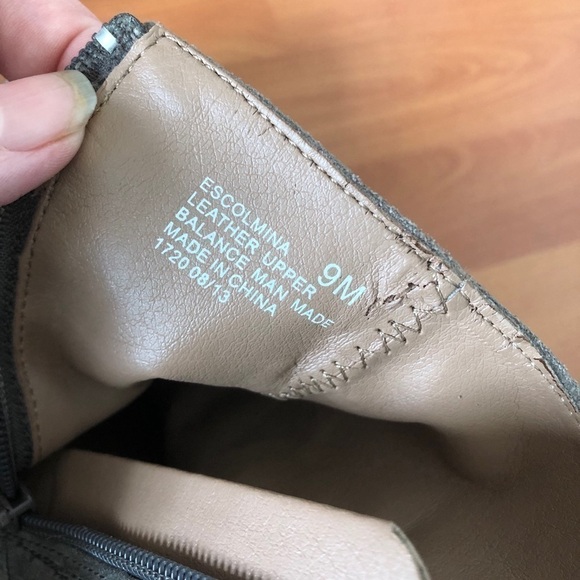 ESCOLMINA 9M
LEATHER UPPER
BALANCE MAN MADE
MADE IN CHINA
1720 08/13